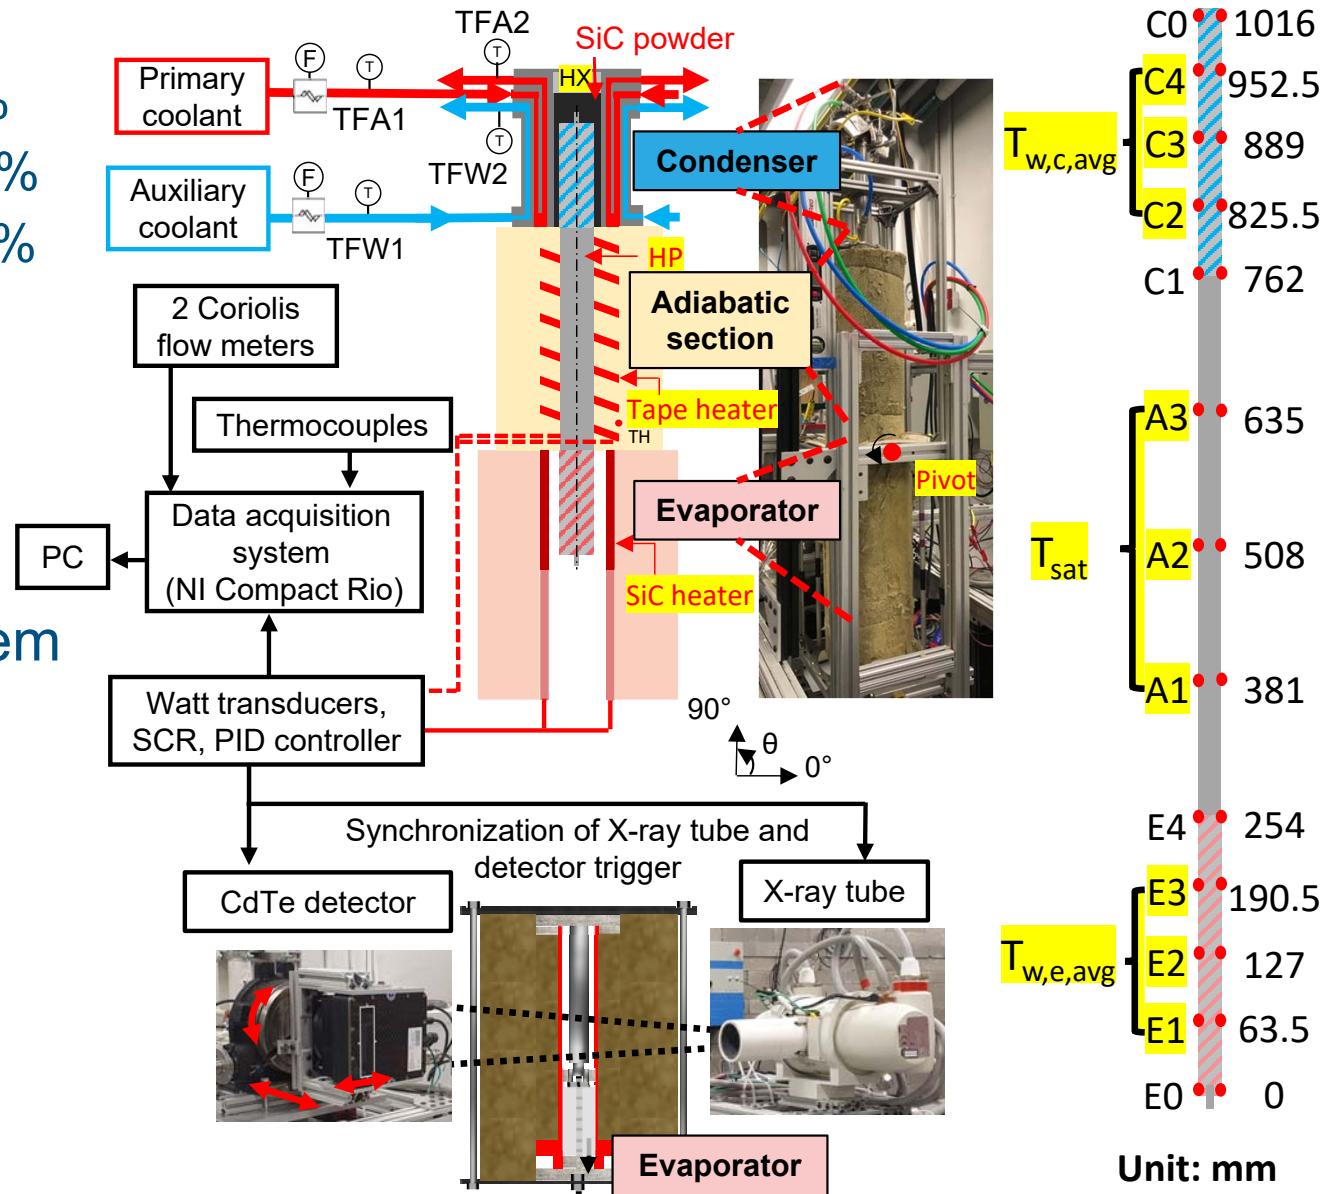 %
%
%
em
TFA2
SiC powder
Primary
coolant
F
T
TFA1
HX
T
TFW2
Auxiliary
coolant
F
T
TFW1
Condenser
HP
Adiabatic
section
2 Coriolis
flow meters
Thermocouples
Tape heater
TH
Pivot
Evaporator
Data acquisition
system
(NI Compact Rio)
PC
SiC heater
Watt transducers,
SCR, PID controller
90°
θ
0°
Synchronization of X-ray tube and
detector trigger
CdTe detector
X-ray tube
Evaporator
C0 1016
C4 952.5
T w,c,avg
C3 889
C2 825.5
C1 762
A3 635
T sat
A2 508
A1 381
E4 254
E3 190.5
T w,e,avg
E2 127
E1 63.5
E0 0
Unit: mm